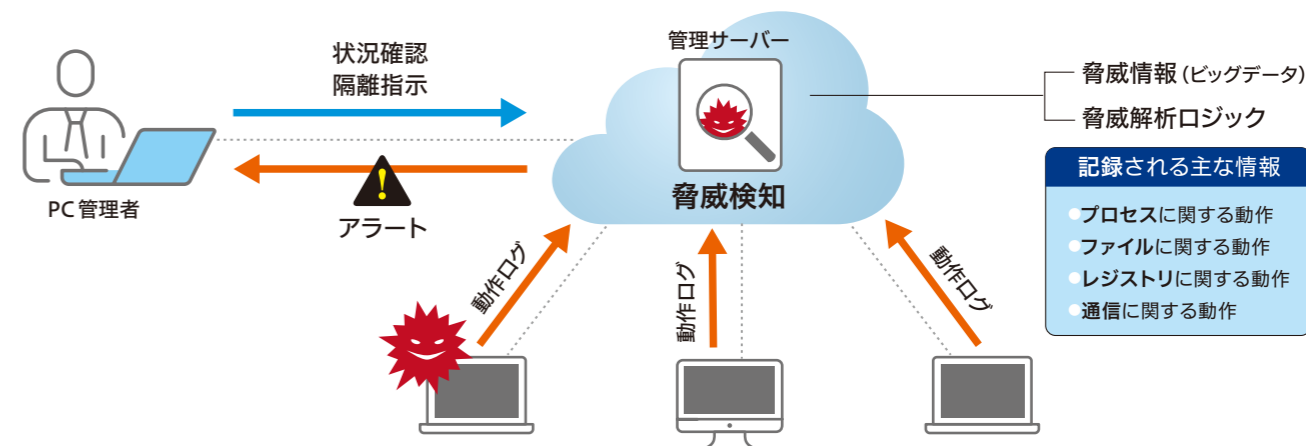 状況確認
隔離指示
管理サーバー
脅威検知
脅威情報(ビッグデータ)
脅威解析ロジック
PC管理者
アラート
動作ログ
動作ログ
動作ログ
記録される主な情報
プロセスに関する動作
ファイルに関する動作
レジストリに関する動作
通信に関する動作